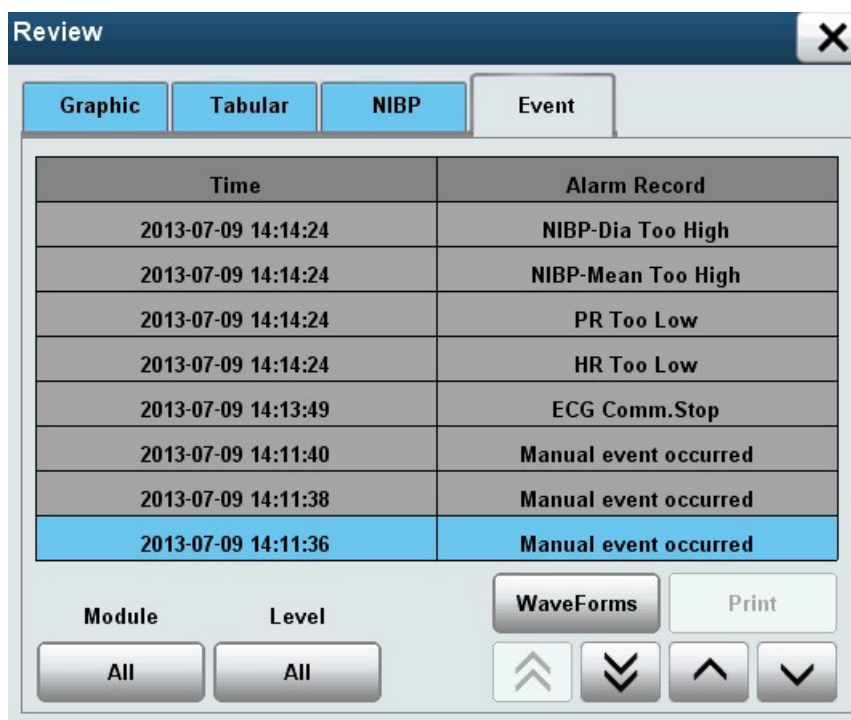 Review
Graphic Tabular NIBP Event
Time Alarm Record
2013-07-09 14:14:24 NIBP-Dia Too High
2013-07-09 14:14:24 NIBP-Mean Too High
2013-07-09 14:14:24 PR Too Low
2013-07-09 14:14:24 HR Too Low
2013-07-09 14:13:49 ECG Comm.Stop
2013-07-09 14:11:40 Manual event occurred
2013-07-09 14:11:38 Manual event occurred
2013-07-09 14:11:36 Manual event occurred
WaveForms Print
Module Level
All All